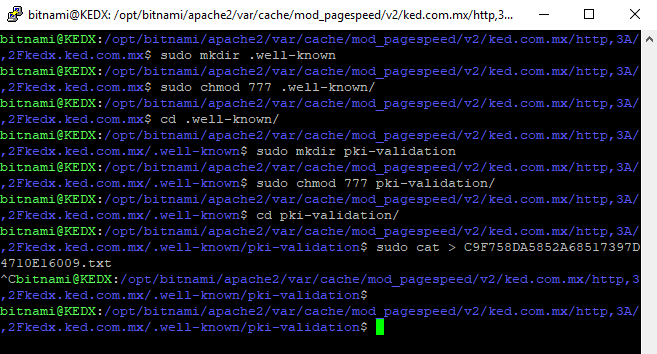 bitnami@KEDX: /opt/bitnami/apache2/var/cache/mod_pagespeed/v2/ked.com.mx/http,3...
bitnami@KEDX:/opt/bitnami/apache2/var/cache/mod_pagespeed/v2/ked.com.mx/http,3A/
,2Fkedx.ked.com.mx$ sudo mkdir .well-known
bitnami@KEDX:/opt/bitnami/apache2/var/cache/mod_pagespeed/v2/ked.com.mx/http,3A/
,2Fkedx.ked.com.mx$ sudo chmod 777 .well-known/
bitnami@KEDX:/opt/bitnami/apache2/var/cache/mod_pagespeed/v2/ked.com.mx/http,3A/
,2Fkedx.ked.com.mx$ cd .well-known/
bitnami@KEDX:/opt/bitnami/apache2/var/cache/mod_pagespeed/v2/ked.com.mx/http,3A/
,2Fkedx.ked.com.mx/.well-known$ sudo mkdir pki-validation
bitnami@KEDX:/opt/bitnami/apache2/var/cache/mod_pagespeed/v2/ked.com.mx/http,3A/
,2Fkedx.ked.com.mx/.well-known$ sudo chmod 777 pki-validation/
bitnami@KEDX:/opt/bitnami/apache2/var/cache/mod_pagespeed/v2/ked.com.mx/http,3A/
,2Fkedx.ked.com.mx/.well-known$ cd pki-validation/
bitnami@KEDX:/opt/bitnami/apache2/var/cache/mod_pagespeed/v2/ked.com.mx/http,3A/
,2Fkedx.ked.com.mx/.well-known/pki-validation$ sudo cat > C9F758DA5852A68517397D
4710E16009.txt
^Cbitnami@KEDX:/opt/bitnami/apache2/var/cache/mod_pagespeed/v2/ked.com.mx/http,3
,2Fkedx.ked.com.mx/.well-known/pki-validation$
bitnami@KEDX:/opt/bitnami/apache2/var/cache/mod_pagespeed/v2/ked.com.mx/http,3A/
,2Fkedx.ked.com.mx/.well-known/pki-validation$